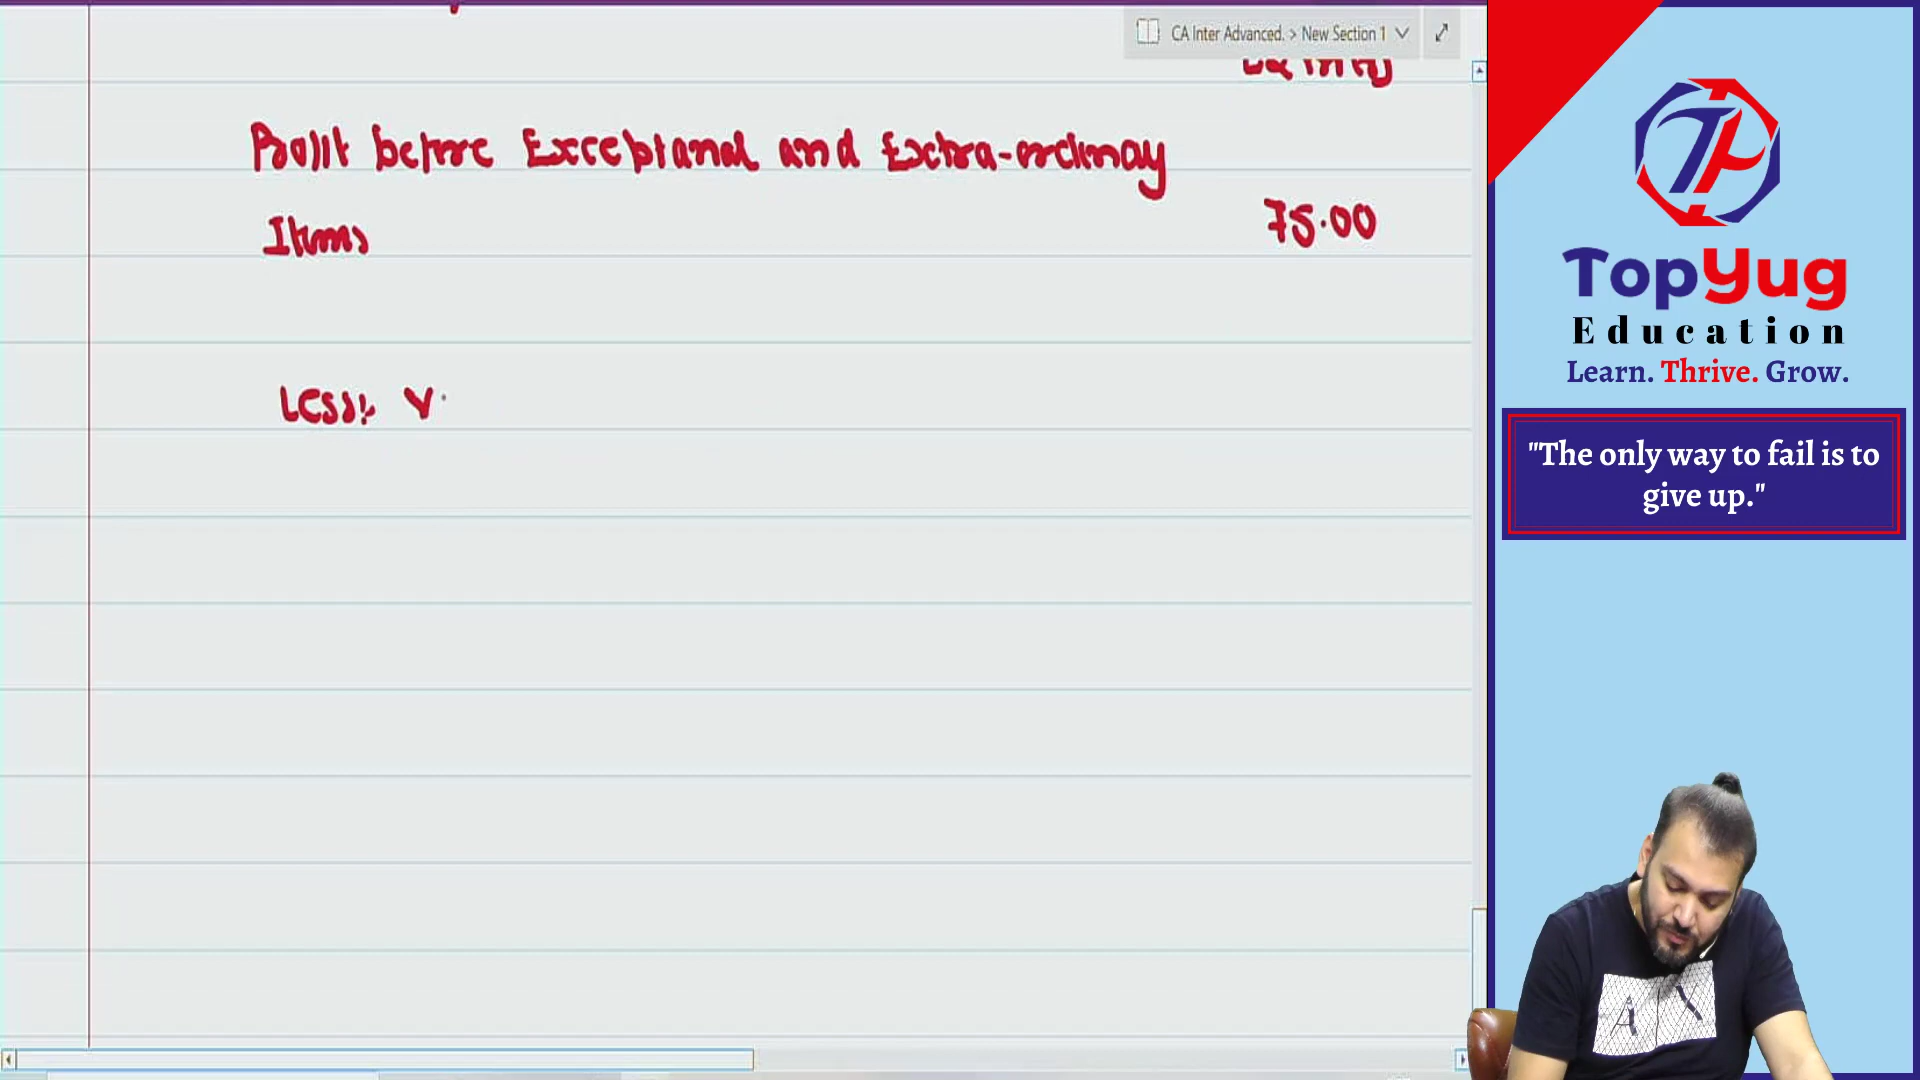 CA Inter Advanced. > New Section 1
Profit before Exceptional and Extra-ordinary
Items
75.00
Less:- V
TopYug
Education
Learn. Thrive. Grow.
"The only way to fail is to
give up."
A X